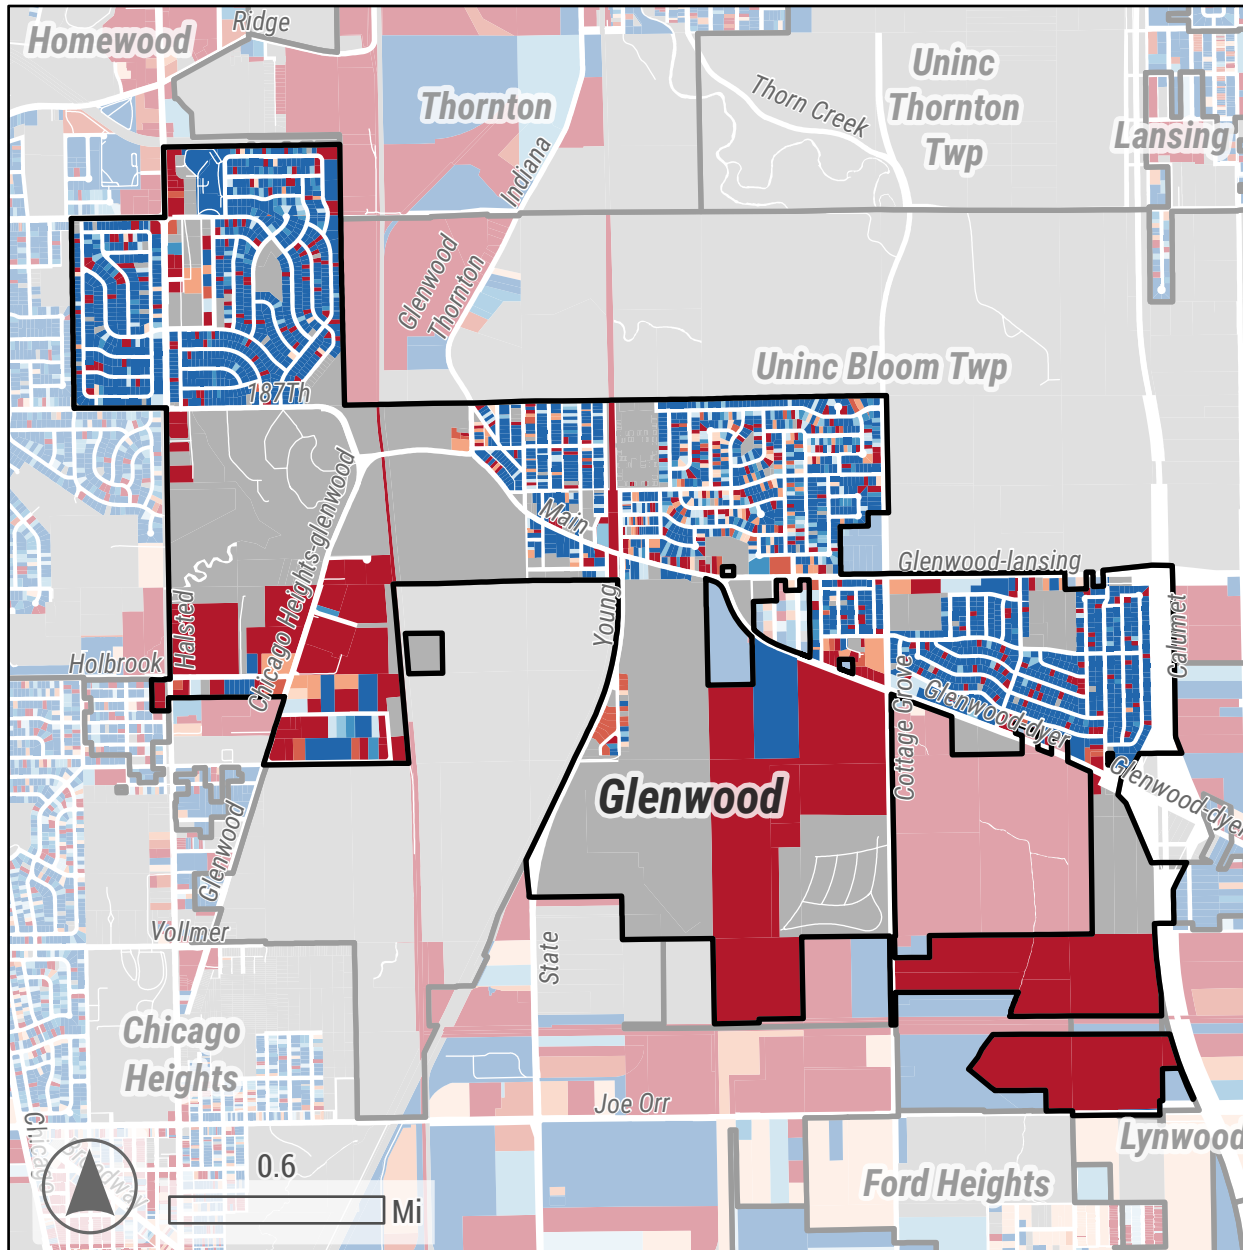 Ridge
Homewood
Thornton
Uninc
Thornton
Twp
Thorn Creek
Lansing
Indiana
Glenwood
Thornton
Uninc Bloom Twp
187Th
Chicago Heights-glenwood
Main
Glenwood-lansing
Halsted
Young
Calumet
Holbrook
Cottage Grove
Glenwood-dyer
Glenwood-dyer
Glenwood
Glenwood
Vollmer
State
Chicago
Heights
Joe Orr
Chicago
Broadway
0.6
Mi
Ford Heights
Lynwood